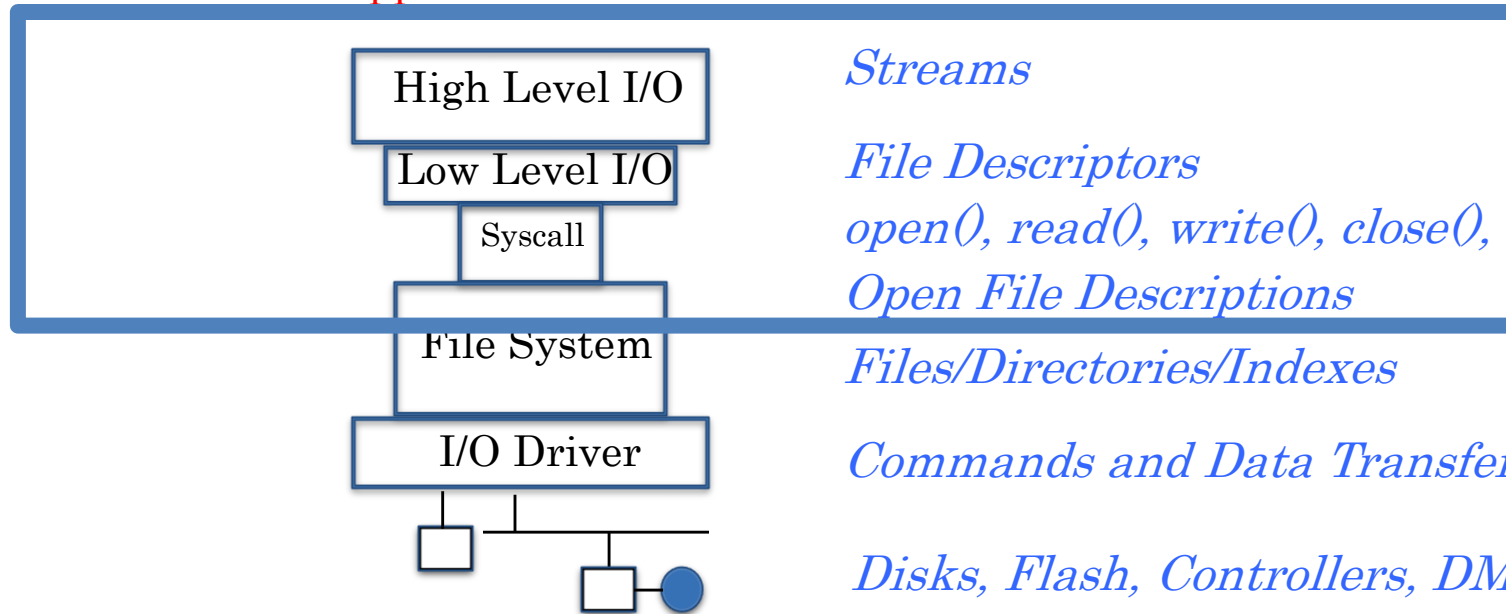 High Level I/O
Streams
Low Level I/O
File Descriptors
Syscall
open(), read(), write(), close(),
Open File Descriptions
File System
Files/Directories/Indexes
I/O Driver
Commands and Data Transfer
Disks, Flash, Controllers, DM